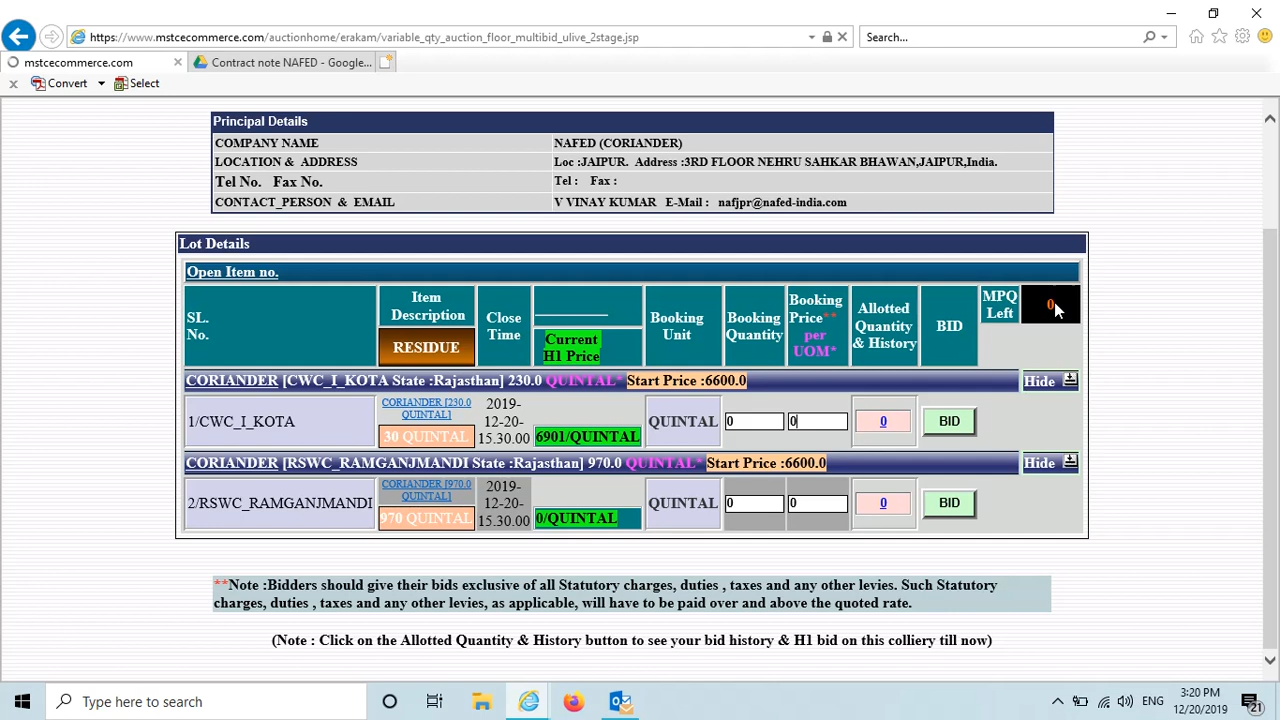 https://www.mstcecommerce.com/auctionhome/erakam/variable_qty_auction_floor_multibid_ulive_2stage.jsp
Search...
mstcecommerce.com
Contract note NAFED - Google...
Convert
Select
Principal Details
COMPANY NAME NAFED (CORIANDER)
LOCATION & ADDRESS Loc :JAIPUR. Address :3RD FLOOR NEHRU SAHKAR BHAWAN,JAIPUR,India.
Tel No. Fax No. Tel : Fax :
CONTACT_PERSON & EMAIL V VINAY KUMAR E-Mail : nafjpr@nafed-india.com
Lot Details
Open Item no.
SL.
No.
Item
Description
RESIDUE
Close
Time
Current
H1 Price
Booking
Unit
Booking
Quantity
Booking
Price**
per
UOM*
Allotted
Quantity
& History
BID
MPQ
Left
0
CORIANDER [CWC_I_KOTA State :Rajasthan] 230.0 QUINTAL* Start Price :6600.0 Hide
1/CWC_I_KOTA
CORIANDER [230.0
QUINTAL]
30 QUINTAL
2019-
12-20-
15.30.00
6901/QUINTAL
QUINTAL
0
0
0
BID
CORIANDER [RSWC_RAMGANJMANDI State :Rajasthan] 970.0 QUINTAL* Start Price :6600.0 Hide
2/RSWC_RAMGANJMANDI
CORIANDER [970.0
QUINTAL]
970 QUINTAL
2019-
12-20-
15.30.00
0/QUINTAL
QUINTAL
0
0
0
BID
**Note :Bidders should give their bids exclusive of all Statutory charges, duties , taxes and any other levies. Such Statutory
charges, duties , taxes and any other levies, as applicable, will have to be paid over and above the quoted rate.
(Note : Click on the Allotted Quantity & History button to see your bid history & H1 bid on this colliery till now)
Type here to search
ENG
3:20 PM
12/20/2019
21